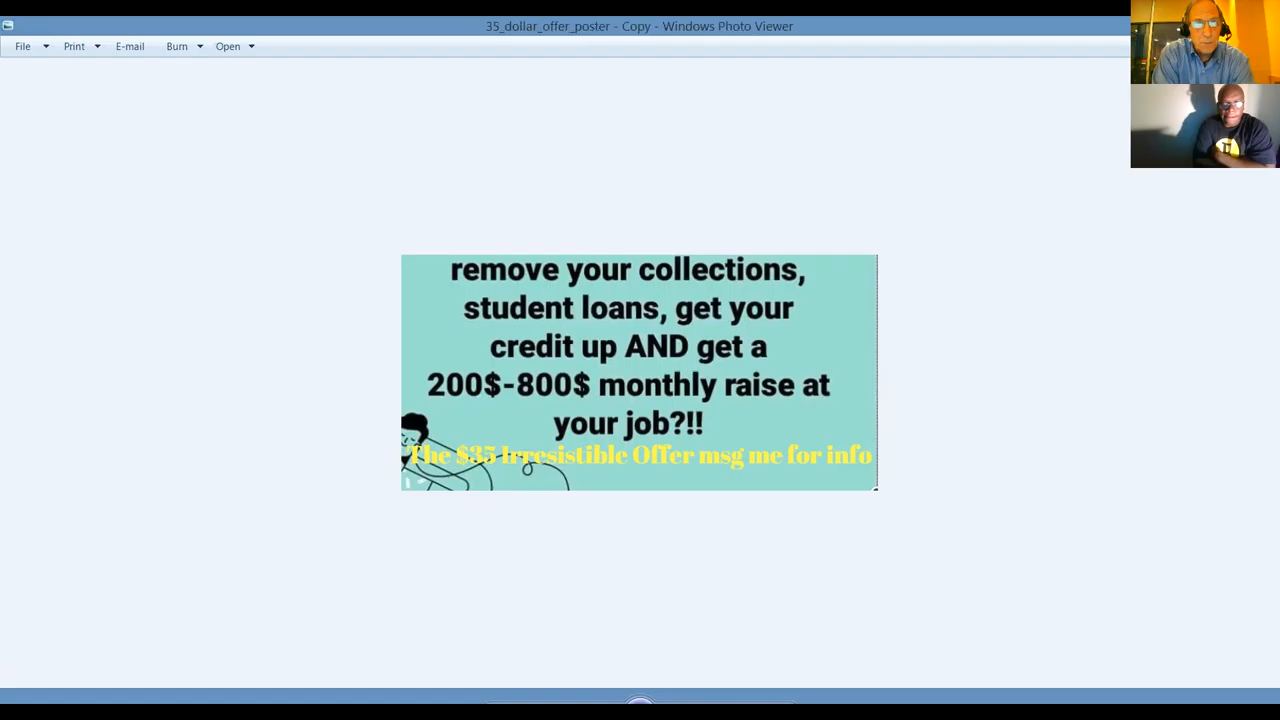 35_dollar_offer_poster - Copy - Windows Photo Viewer
File Print E-mail Burn Open
remove your collections,
student loans, get your
credit up AND get a
200$-800$ monthly raise at
your job?!!
The $35 Irresistible Offer msg me for info